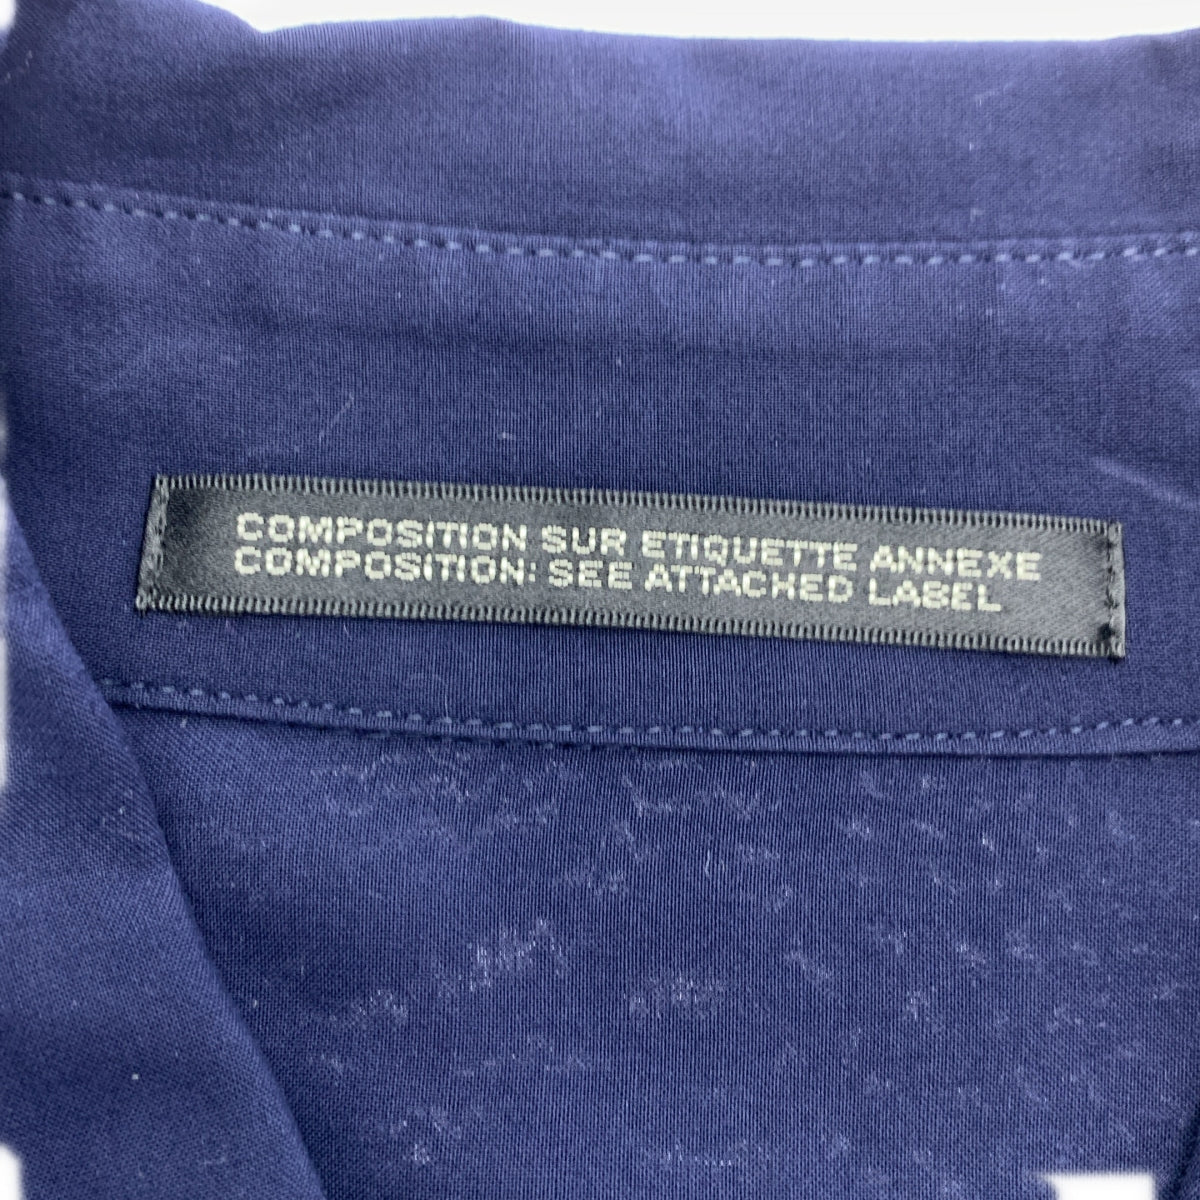 COMPOSITION SUR ETIQUETTE ANNEXE
COMPOSITION: SEE ATTACHED LABEL